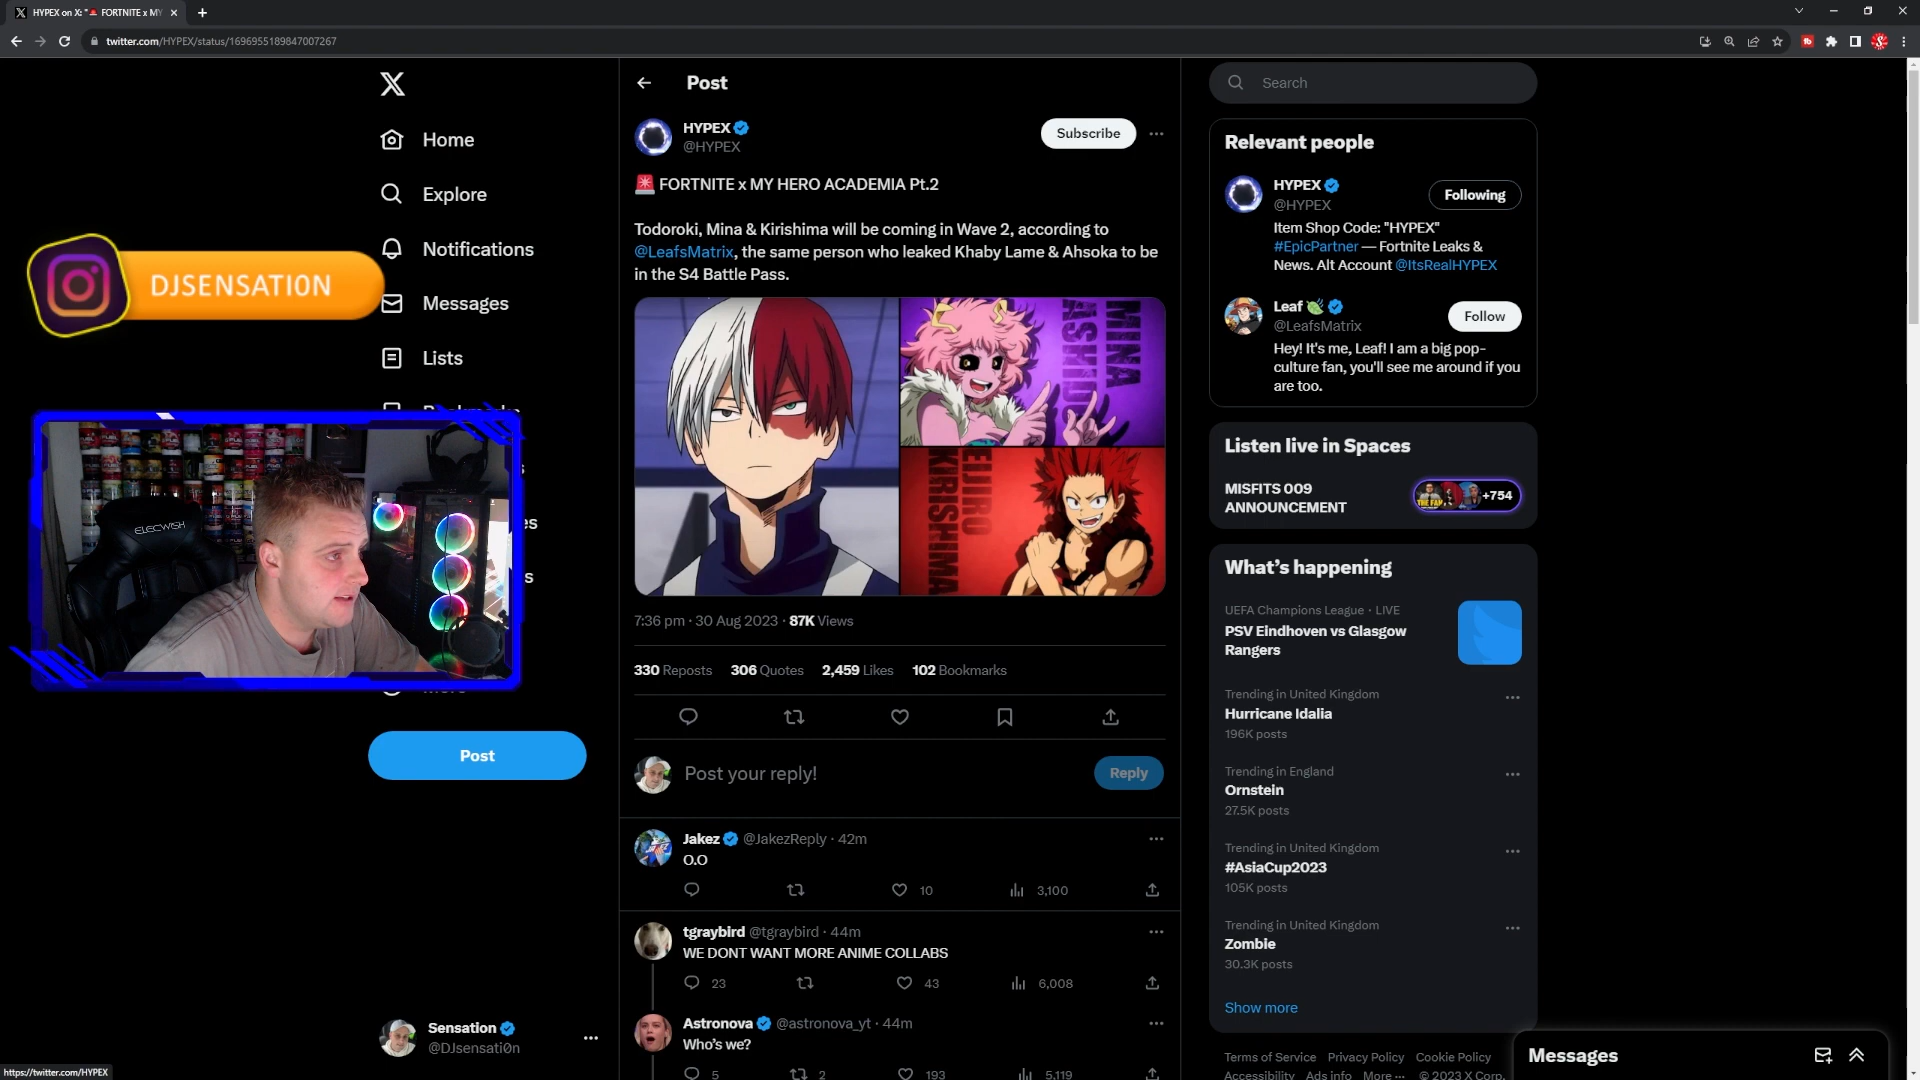 HYPEX on X: "🚨 FORTNITE x MY
twitter.com/HYPEX/status/1696955189847007267
Home
Explore
Notifications
Messages
Lists
More
Post
Sensation
@DJsensati0n
https://twitter.com/HYPEX
DJSENSATI0N
ELECWISH
Post
HYPEX
@HYPEX
Subscribe
🚨 FORTNITE x MY HERO ACADEMIA Pt.2
Todoroki, Mina & Kirishima will be coming in Wave 2, according to
@LeafsMatrix, the same person who leaked Khaby Lame & Ahsoka to be
in the S4 Battle Pass.
MINA
ASHIDO
EIJIRO
KIRISHIMA
7:36 pm · 30 Aug 2023 · 87K Views
330 Reposts 306 Quotes 2,459 Likes 102 Bookmarks
Post your reply!
Reply
Jakez @JakezReply · 42m
O.O
10 3,100
tgraybird @tgraybird · 44m
WE DONT WANT MORE ANIME COLLABS
23 43 6,008
Astronova @astronova_yt · 44m
Who's we?
5 2 193 5,119
Search
Relevant people
HYPEX
@HYPEX
Following
Item Shop Code: "HYPEX"
#EpicPartner — Fortnite Leaks &
News. Alt Account @ItsRealHYPEX
Leaf
@LeafsMatrix
Follow
Hey! It's me, Leaf! I am a big pop-
culture fan, you'll see me around if you
are too.
Listen live in Spaces
MISFITS 009
ANNOUNCEMENT
+754
What's happening
UEFA Champions League · LIVE
PSV Eindhoven vs Glasgow
Rangers
Trending in United Kingdom
Hurricane Idalia
196K posts
Trending in England
Ornstein
27.5K posts
Trending in United Kingdom
#AsiaCup2023
105K posts
Trending in United Kingdom
Zombie
30.3K posts
Show more
Terms of Service Privacy Policy Cookie Policy
Accessibility Ads info More ··· © 2023 X Corp.
Messages